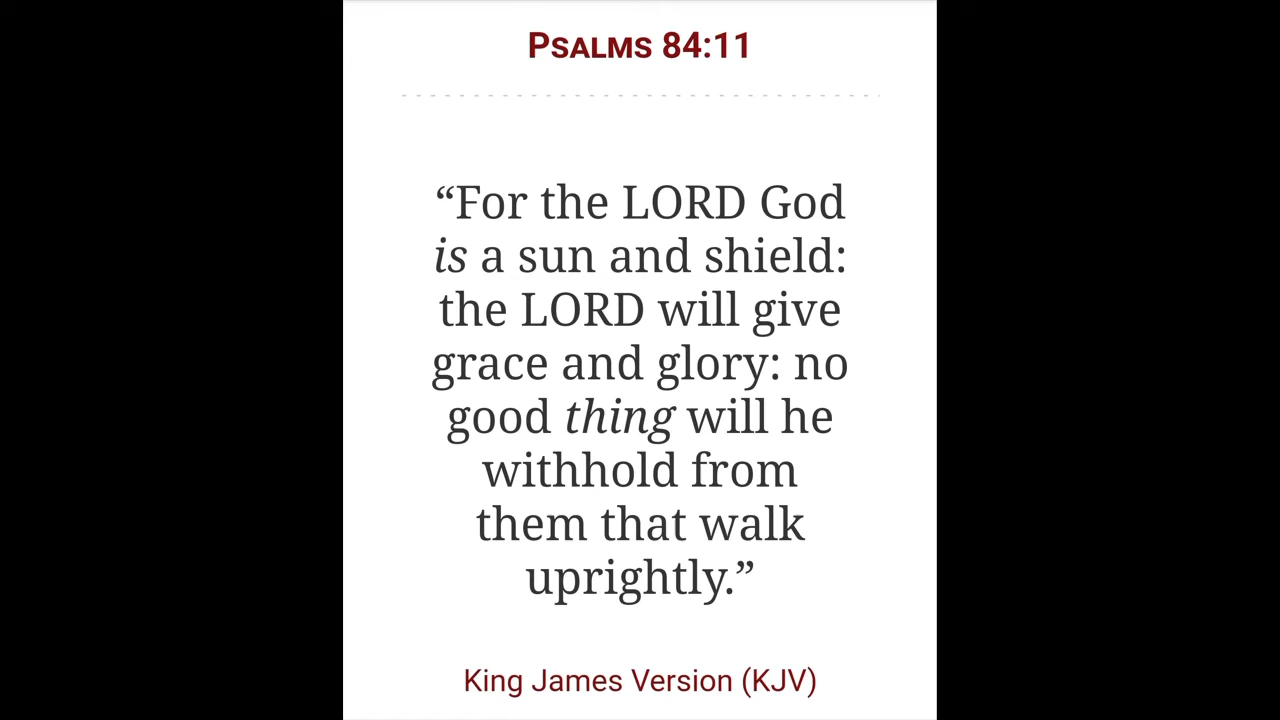 PSALMS 84:11
“For the LORD God
is a sun and shield:
the LORD will give
grace and glory: no
good thing will he
withhold from
them that walk
uprightly.”
King James Version (KJV)